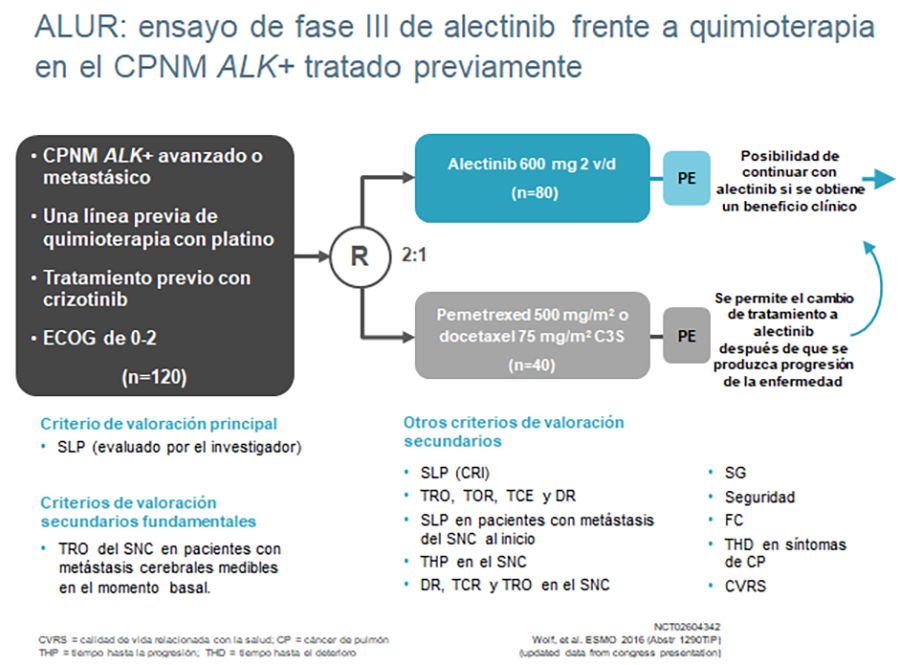 ALUR: ensayo de fase III de alectinib frente a quimioterapia
en el CPNM ALK+ tratado previamente
• CPNM ALK+ avanzado o
metastásico
• Una línea previa de
quimioterapia con platino
• Tratamiento previo con
crizotinib
• ECOG de 0-2
(n=120)
R
2:1
Alectinib 600 mg 2 v/d
(n=80)
PE
Posibilidad de
continuar con
alectinib si se obtiene
un beneficio clínico
Pemetrexed 500 mg/m² o
docetaxel 75 mg/m² C3S
(n=40)
PE
Se permite el cambio
de tratamiento a
alectinib
después de que se
produzca progresión
de la enfermedad
Criterio de valoración principal
• SLP (evaluado por el investigador)
Criterios de valoración
secundarios fundamentales
• TRO del SNC en pacientes con
metástasis cerebrales medibles
en el momento basal.
Otros criterios de valoración
secundarios
• SLP (CRI)
• TRO, TOR, TCE y DR
• SLP en pacientes con metástasis
del SNC al inicio
• THP en el SNC
• DR, TCR y TRO en el SNC
• SG
• Seguridad
• FC
• THD en síntomas
de CP
• CVRS
CVRS = calidad de vida relacionada con la salud; CP = cáncer de pulmón
THP = tiempo hasta la progresión; THD = tiempo hasta el deterioro
NCT02604342
Wolf, et al. ESMO 2016 (Abstr 1290TiP)
(updated data from congress presentation)